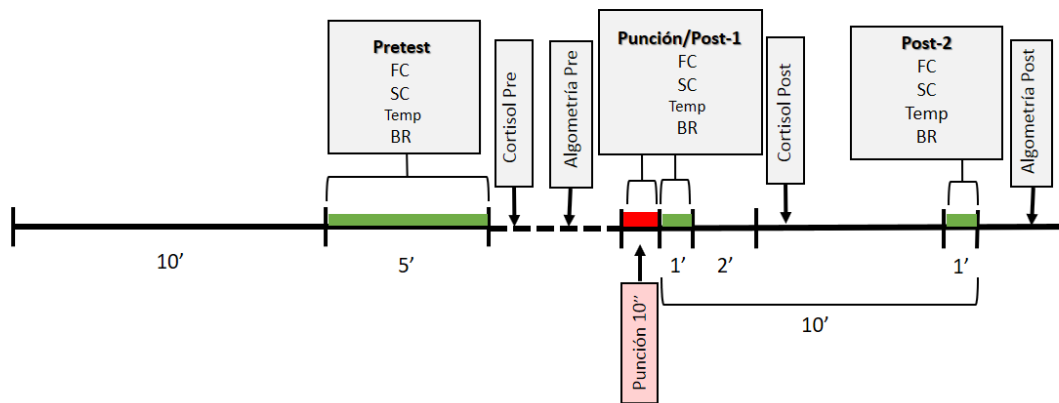 Pretest
FC
SC
Temp
BR
Cortisol Pre
Algometría Pre
Punción/Post-1
FC
SC
Temp
BR
Cortisol Post
Post-2
FC
SC
Temp
BR
Algometría Post
10’
5’
1’
2’
1’
Punción 10’’
10’